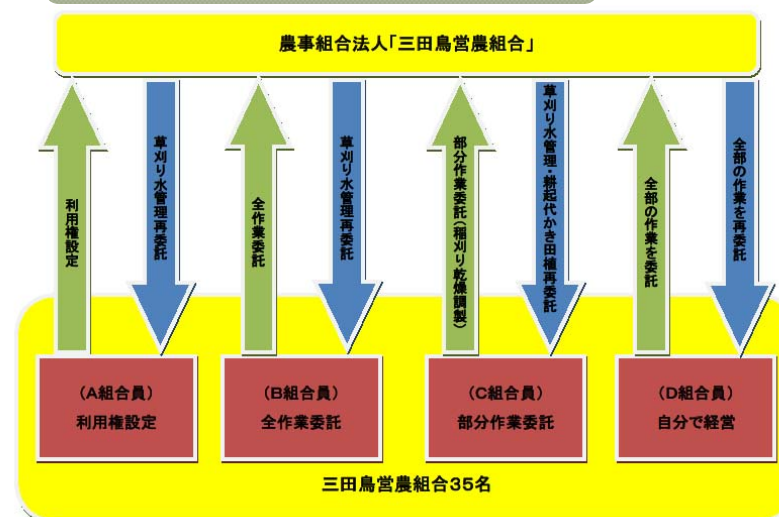 農事組合法人「三田鳥営農組合」
利用権設定
草刈り水管理再委託
全作業委託
草刈り水管理再委託
部分作業委託(稲刈り乾燥調製)
草刈り水管理・耕起代かき田植再委託
全部の作業を委託
全部の作業を再委託
(A組合員)
利用権設定
(B組合員)
全作業委託
(C組合員)
部分作業委託
(D組合員)
自分で経営
三田鳥営農組合35名